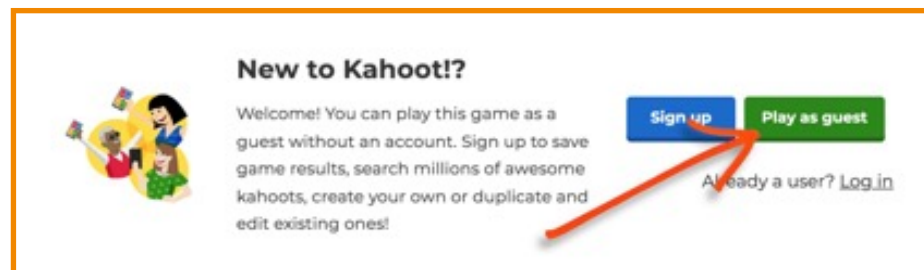 New to Kahoot!?
Welcome! You can play this game as a
guest without an account. Sign up to save
game results, search millions of awesome
kahoots, create your own or duplicate and
edit existing ones!
Sign up
Play as guest
Already a user? Log in